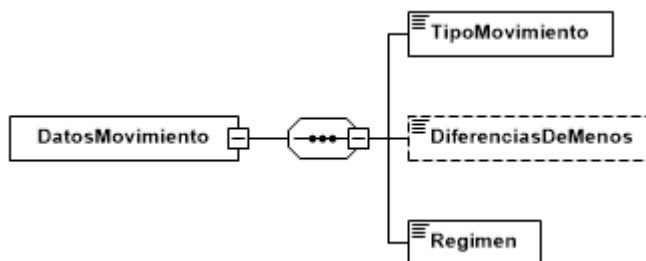 TipoMovimiento
DatosMovimiento
DiferenciasDeMenos
Regimen